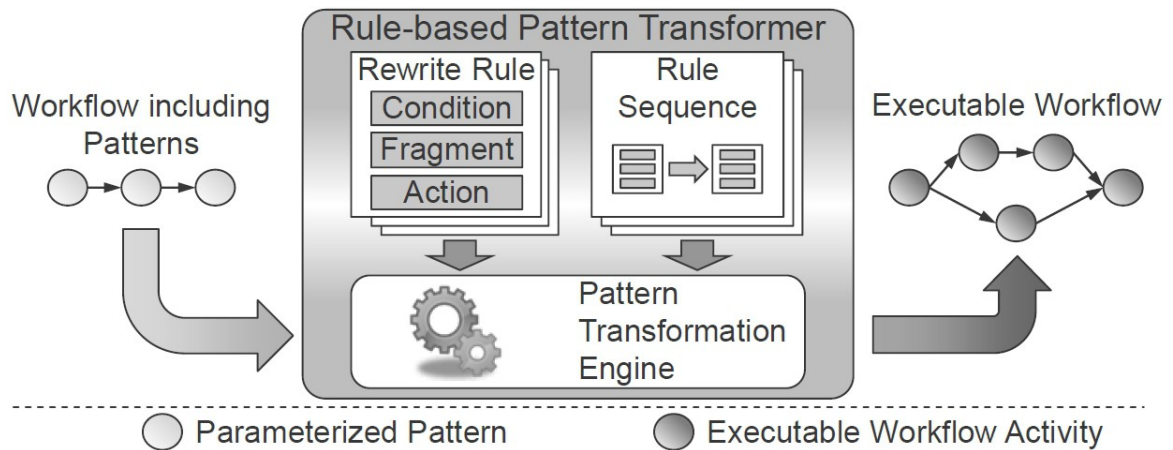 Rule-based Pattern Transformer
Workflow including
Patterns
Rewrite Rule
Condition
Fragment
Action
Rule
Sequence
Executable Workflow
Pattern
Transformation
Engine
Parameterized Pattern
Executable Workflow Activity